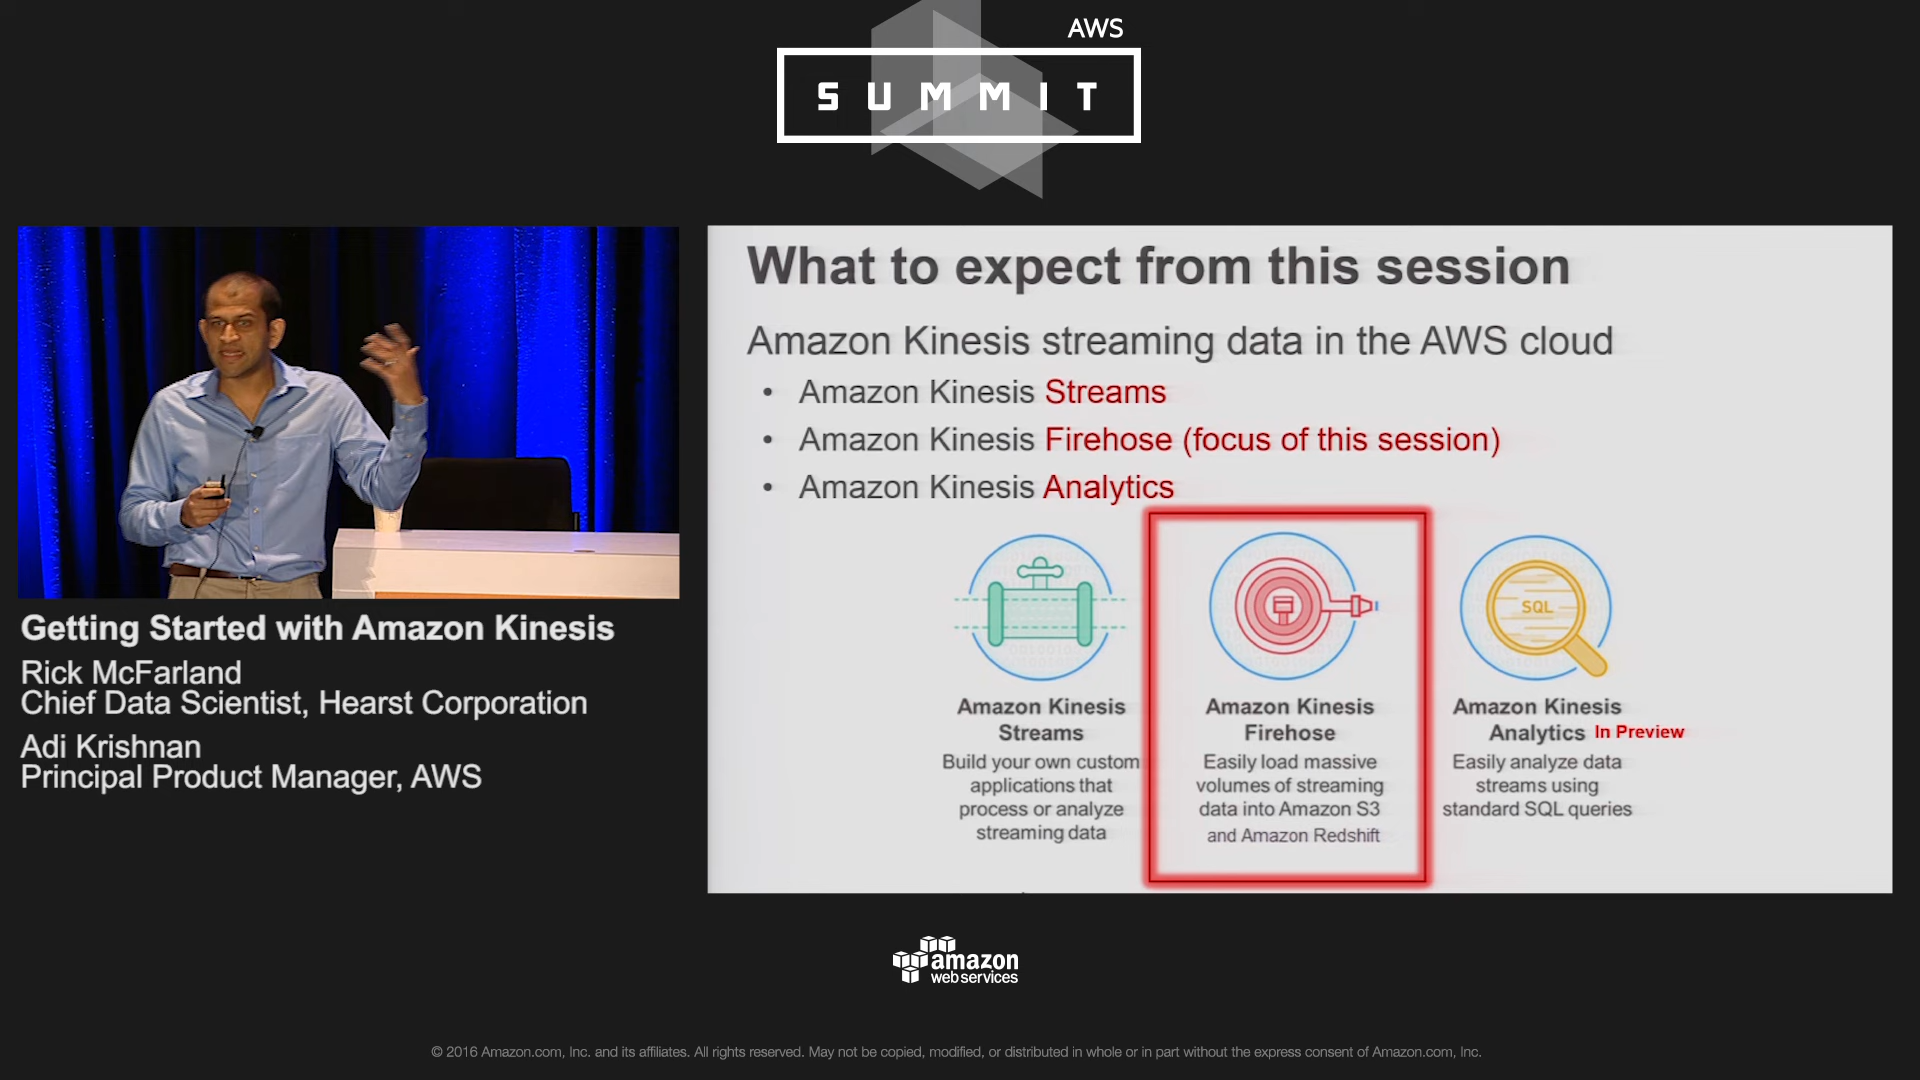 AWS
SUMMIT
What to expect from this session
Amazon Kinesis streaming data in the AWS cloud
• Amazon Kinesis Streams
• Amazon Kinesis Firehose (focus of this session)
• Amazon Kinesis Analytics
SQL
Amazon Kinesis
Streams
Build your own custom
applications that
process or analyze
streaming data
Amazon Kinesis
Firehose
Easily load massive
volumes of streaming
data into Amazon S3
and Amazon Redshift
Amazon Kinesis
Analytics In Preview
Easily analyze data
streams using
standard SQL queries
Getting Started with Amazon Kinesis
Rick McFarland
Chief Data Scientist, Hearst Corporation
Adi Krishnan
Principal Product Manager, AWS
amazon
web services
© 2016 Amazon.com, Inc. and its affiliates. All rights reserved. May not be copied, modified, or distributed in whole or in part without the express consent of Amazon.com, Inc.